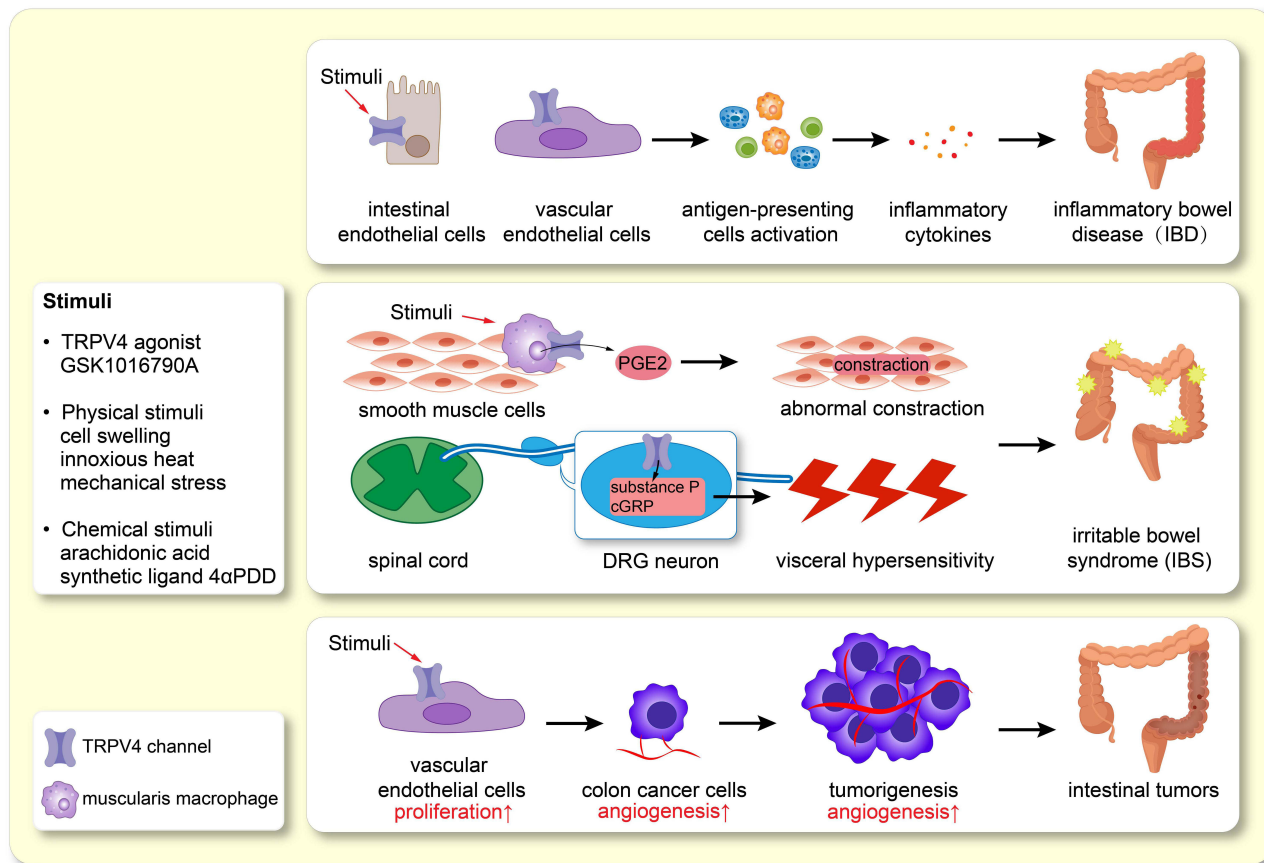 Stimuli
intestinal
endothelial cells
vascular
endothelial cells
antigen-presenting
cells activation
inflammatory
cytokines
inflammatory bowel
disease（IBD）
Stimuli
• TRPV4 agonist
GSK1016790A
• Physical stimuli
cell swelling
innoxious heat
mechanical stress
• Chemical stimuli
arachidonic acid
synthetic ligand 4αPDD
Stimuli
PGE2
constraction
smooth muscle cells
abnormal constraction
substance P
cGRP
spinal cord
DRG neuron
visceral hypersensitivity
irritable bowel
syndrome (IBS)
Stimuli
vascular
endothelial cells
proliferation↑
colon cancer cells
angiogenesis↑
tumorigenesis
angiogenesis↑
intestinal tumors
TRPV4 channel
muscularis macrophage